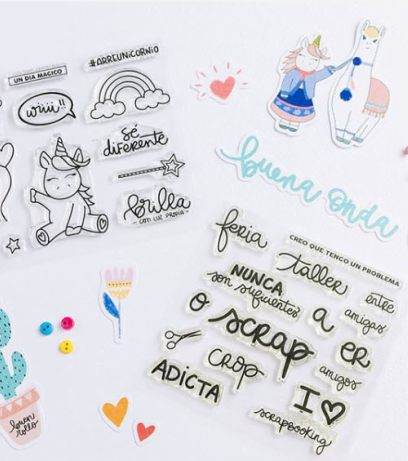 #ARREUNICORNIO
UN DIA MAGICO
wiii!!
sé
diferente
brilla
CON LUZ PROPIA
buena onda
feria
CREO QUE TENGO UN PROBLEMA
taller
NUNCA
son suficientes
entre
amigas
o
scrap
a
er
CROP
amigos
ADICTA
I
scrapbooking
buen
rollo